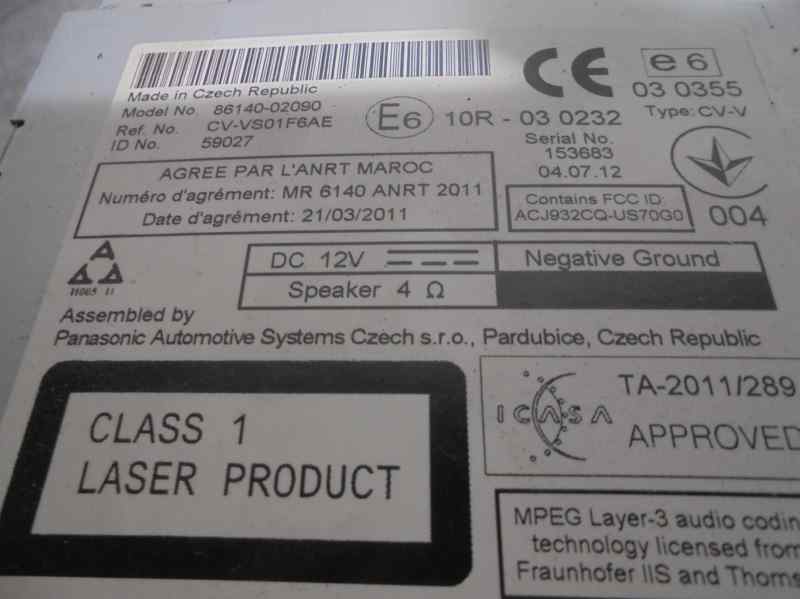 Made in Czech Republic
Model No. 86140-02090
Ref. No. CV-VS01F6AE
ID No. 59027
E6 10R - 03 0232
CE
e6
03 0355
Type: CV-V
Serial No.
153683
04.07.12
AGREE PAR L'ANRT MAROC
Numéro d'agrément: MR 6140 ANRT 2011
Date d'agrément: 21/03/2011
Contains FCC ID:
ACJ932CQ-US70G0
004
DC 12V
Negative Ground
Speaker 4 Ω
H005 11
Assembled by
Panasonic Automotive Systems Czech s.r.o., Pardubice, Czech Republic
CLASS 1
LASER PRODUCT
ICASA
TA-2011/289
APPROVED
MPEG Layer-3 audio coding
technology licensed from
Fraunhofer IIS and Thoms